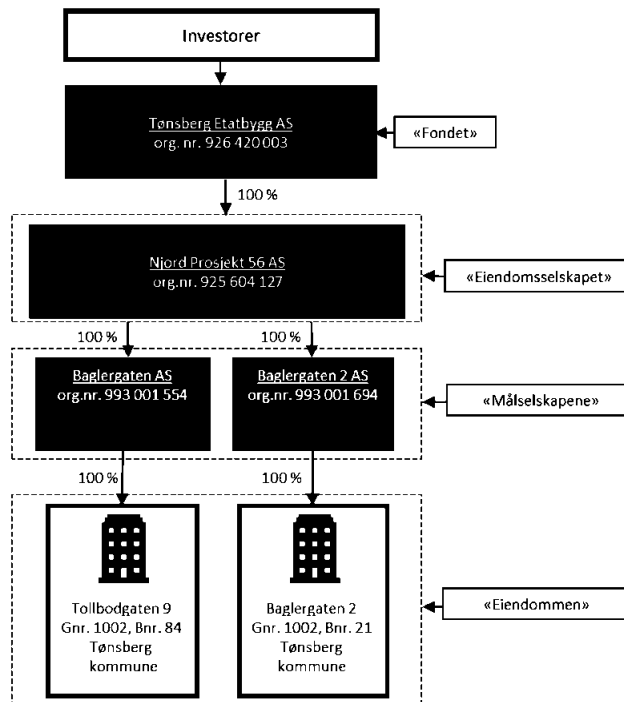 Investorer
Tønsberg Etatbygg AS
org. nr. 926 420 003
«Fondet»
100 %
Njord Prosjekt 56 AS
org.nr. 925 604 127
«Eiendomsselskapet»
100 %
100 %
Baglergaten AS
org.nr. 993 001 554
Baglergaten 2 AS
org.nr. 993 001 694
«Målselskapene»
100 %
100 %
Tollbodgaten 9
Gnr. 1002, Bnr. 84
Tønsberg
kommune
Baglergaten 2
Gnr. 1002, Bnr. 21
Tønsberg
kommune
«Eiendommen»